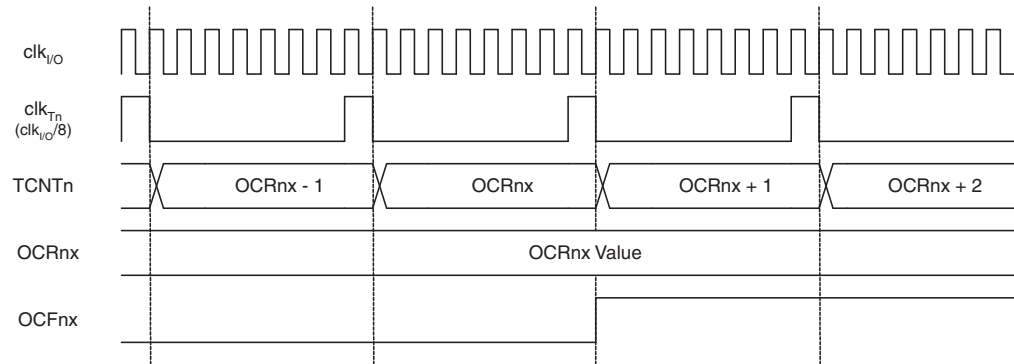 clkI/O
clkTn
(clkI/O/8)
TCNTn OCRnx - 1 OCRnx OCRnx + 1 OCRnx + 2
OCRnx OCRnx Value
OCFnx